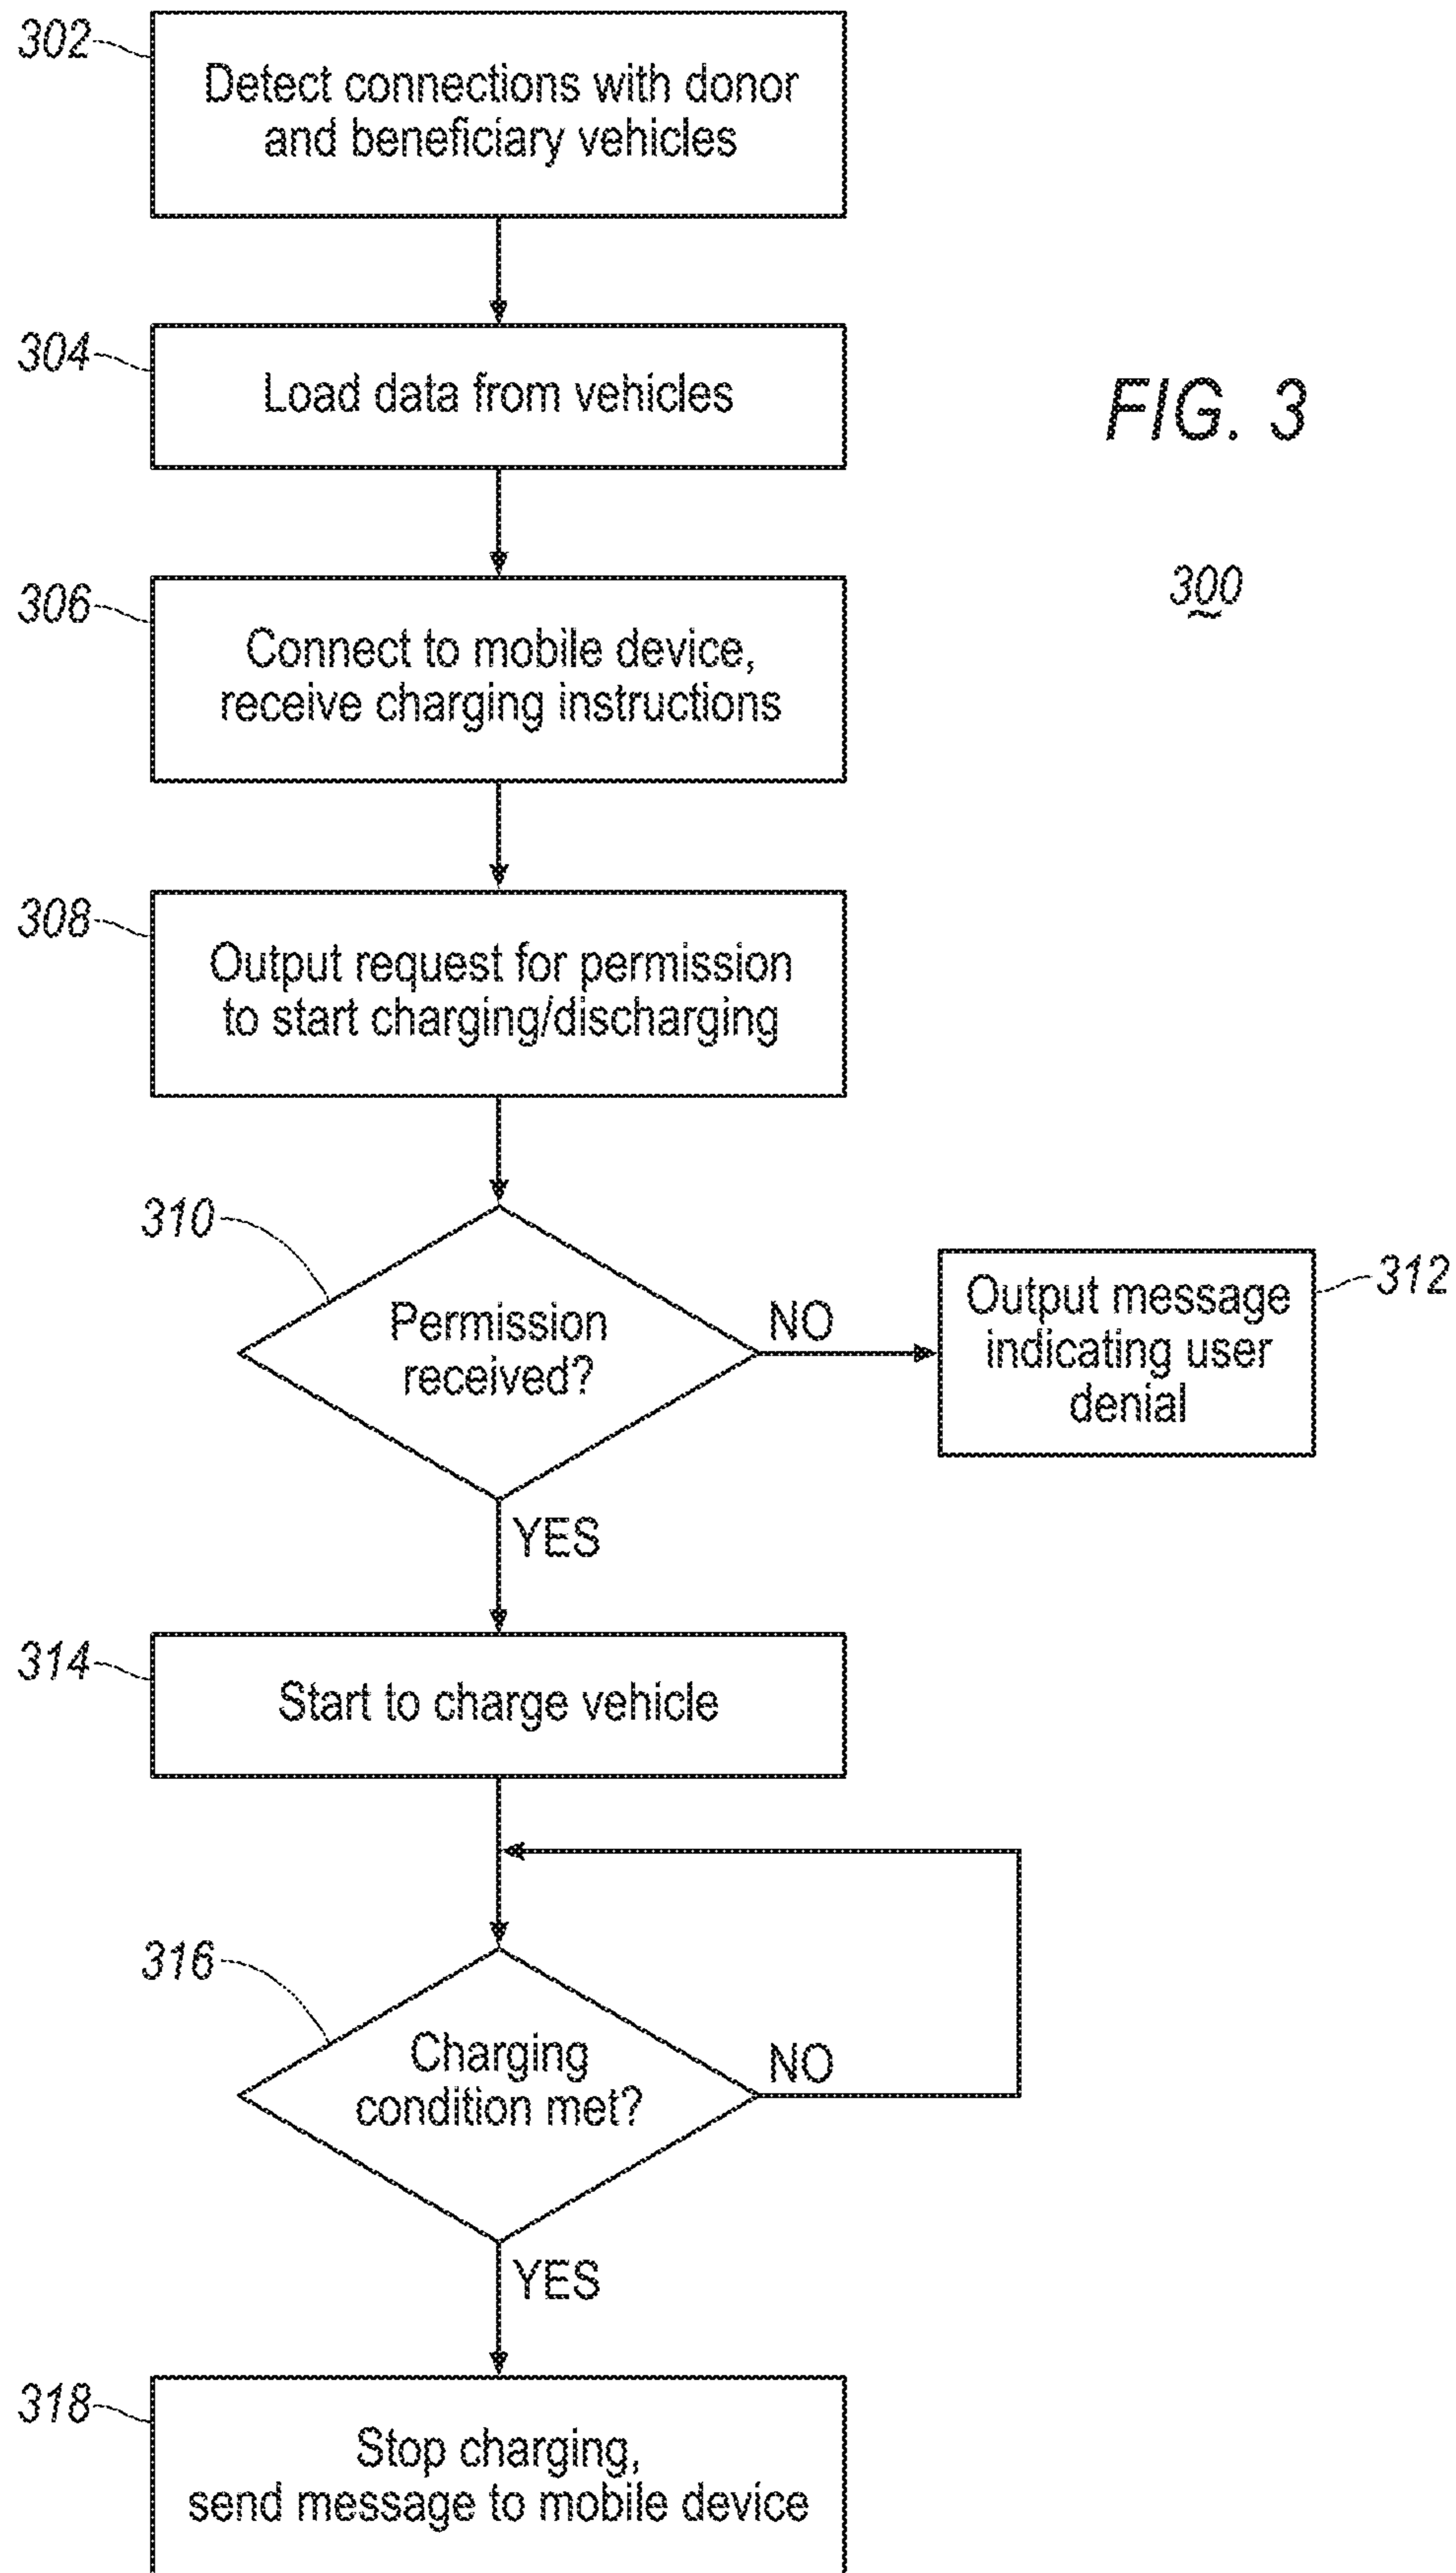 302
Detect connections with donor
and beneficiary vehicles
304
Load data from vehicles
FIG. 3
306
Connect to mobile device,
receive charging instructions
300
308
Output request for permission
to start charging/discharging
310
Permission
received?
NO
Output message
indicating user
denial
312
YES
314
Start to charge vehicle
316
Charging
condition met?
NO
YES
318
Stop charging,
send message to mobile device